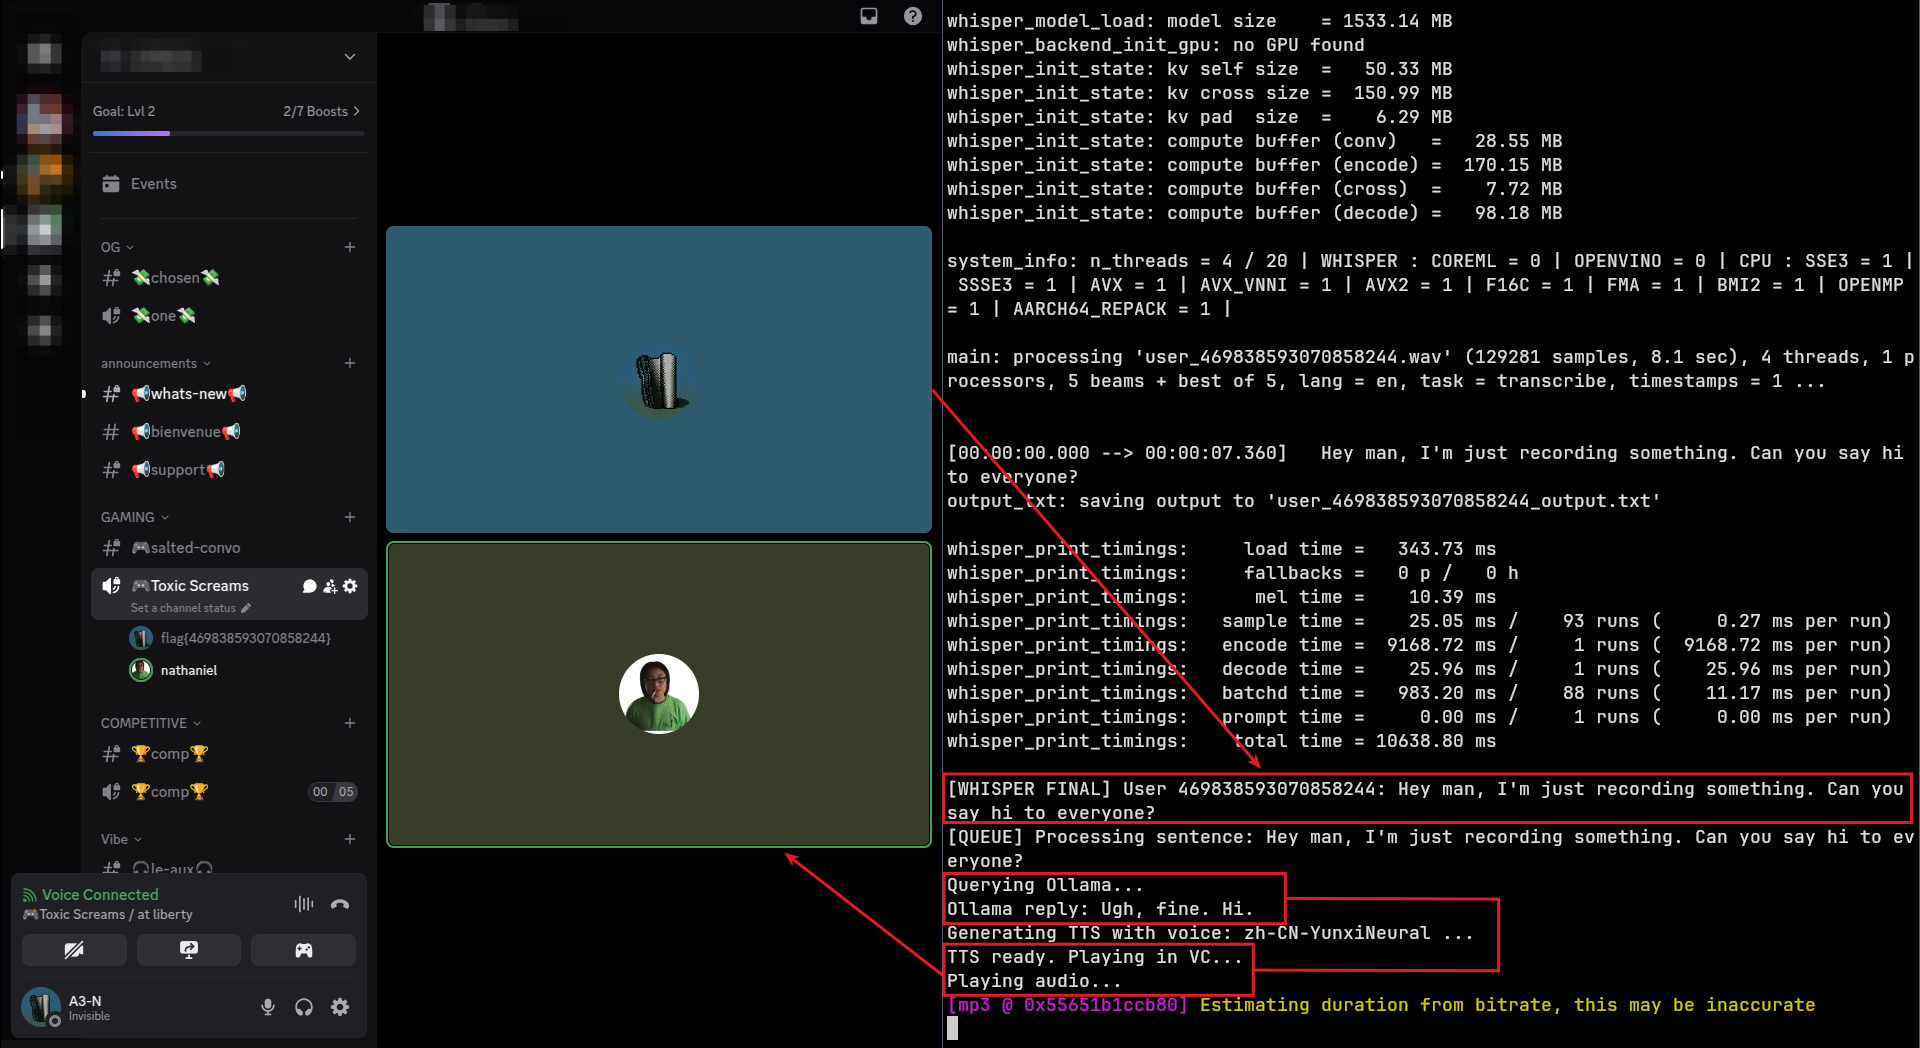 Goal: Lvl 2
2/7 Boosts >
Events
OG
💸chosen💸
💸one💸
announcements
📢whats-new📢
📢bienvenue📢
📢support📢
GAMING
🎮salted-convo
🎮Toxic Screams
Set a channel status
flag{469838593070858244}
nathaniel
COMPETITIVE
🏆comp🏆
🏆comp🏆
00 05
Vibe
🎧le-aux🎧
Voice Connected
🎮Toxic Screams / at liberty
A3-N
Invisible
whisper_model_load: model size    = 1533.14 MB
whisper_backend_init_gpu: no GPU found
whisper_init_state: kv self size  =   50.33 MB
whisper_init_state: kv cross size =  150.99 MB
whisper_init_state: kv pad  size  =    6.29 MB
whisper_init_state: compute buffer (conv)   =   28.55 MB
whisper_init_state: compute buffer (encode) =  170.15 MB
whisper_init_state: compute buffer (cross)  =    7.72 MB
whisper_init_state: compute buffer (decode) =   98.18 MB
system_info: n_threads = 4 / 20 | WHISPER : COREML = 0 | OPENVINO = 0 | CPU : SSE3 = 1 |
SSSE3 = 1 | AVX = 1 | AVX_VNNI = 1 | AVX2 = 1 | F16C = 1 | FMA = 1 | BMI2 = 1 | OPENMP
= 1 | AARCH64_REPACK = 1 |
main: processing 'user_469838593070858244.wav' (129281 samples, 8.1 sec), 4 threads, 1 p
rocessors, 5 beams + best of 5, lang = en, task = transcribe, timestamps = 1 ...
[00:00:00.000 --> 00:00:07.360]   Hey man, I'm just recording something. Can you say hi
to everyone?
output_txt: saving output to 'user_469838593070858244_output.txt'
whisper_print_timings:     load time =   343.73 ms
whisper_print_timings:     fallbacks =   0 p /   0 h
whisper_print_timings:      mel time =    10.39 ms
whisper_print_timings:   sample time =    25.05 ms /    93 runs (     0.27 ms per run)
whisper_print_timings:   encode time =  9168.72 ms /     1 runs (  9168.72 ms per run)
whisper_print_timings:   decode time =    25.96 ms /     1 runs (    25.96 ms per run)
whisper_print_timings:   batchd time =   983.20 ms /    88 runs (    11.17 ms per run)
whisper_print_timings:   prompt time =     0.00 ms /     1 runs (     0.00 ms per run)
whisper_print_timings:    total time = 10638.80 ms
[WHISPER FINAL] User 469838593070858244: Hey man, I'm just recording something. Can you
say hi to everyone?
[QUEUE] Processing sentence: Hey man, I'm just recording something. Can you say hi to ev
eryone?
Querying Ollama...
Ollama reply: Ugh, fine. Hi.
Generating TTS with voice: zh-CN-YunxiNeural ...
TTS ready. Playing in VC...
Playing audio...
[mp3 @ 0x55651b1ccb80] Estimating duration from bitrate, this may be inaccurate